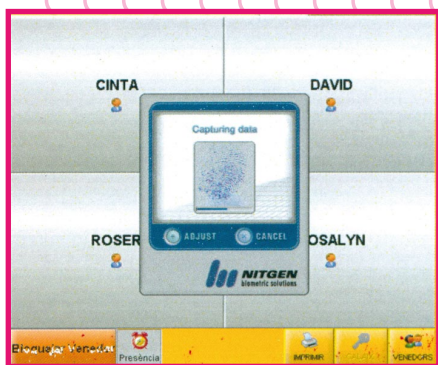 CINTA
DAVID
Capturing data
ADJUST
CANCEL
ROSER
OSALYN
NITGEN
biometric solutions
Presència
IMPRIMIR
VENEDORS